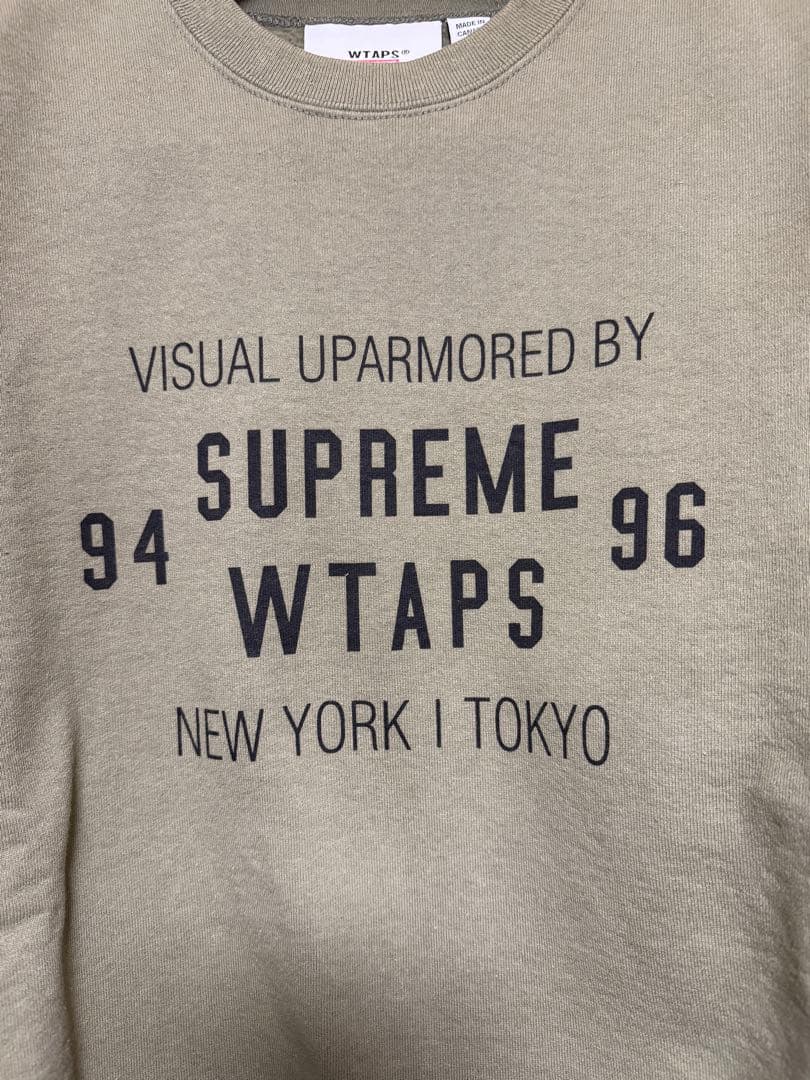 WTAPS®
MADE IN
VISUAL UPARMORED BY
SUPREME
94 96
WTAPS
NEW YORK | TOKYO